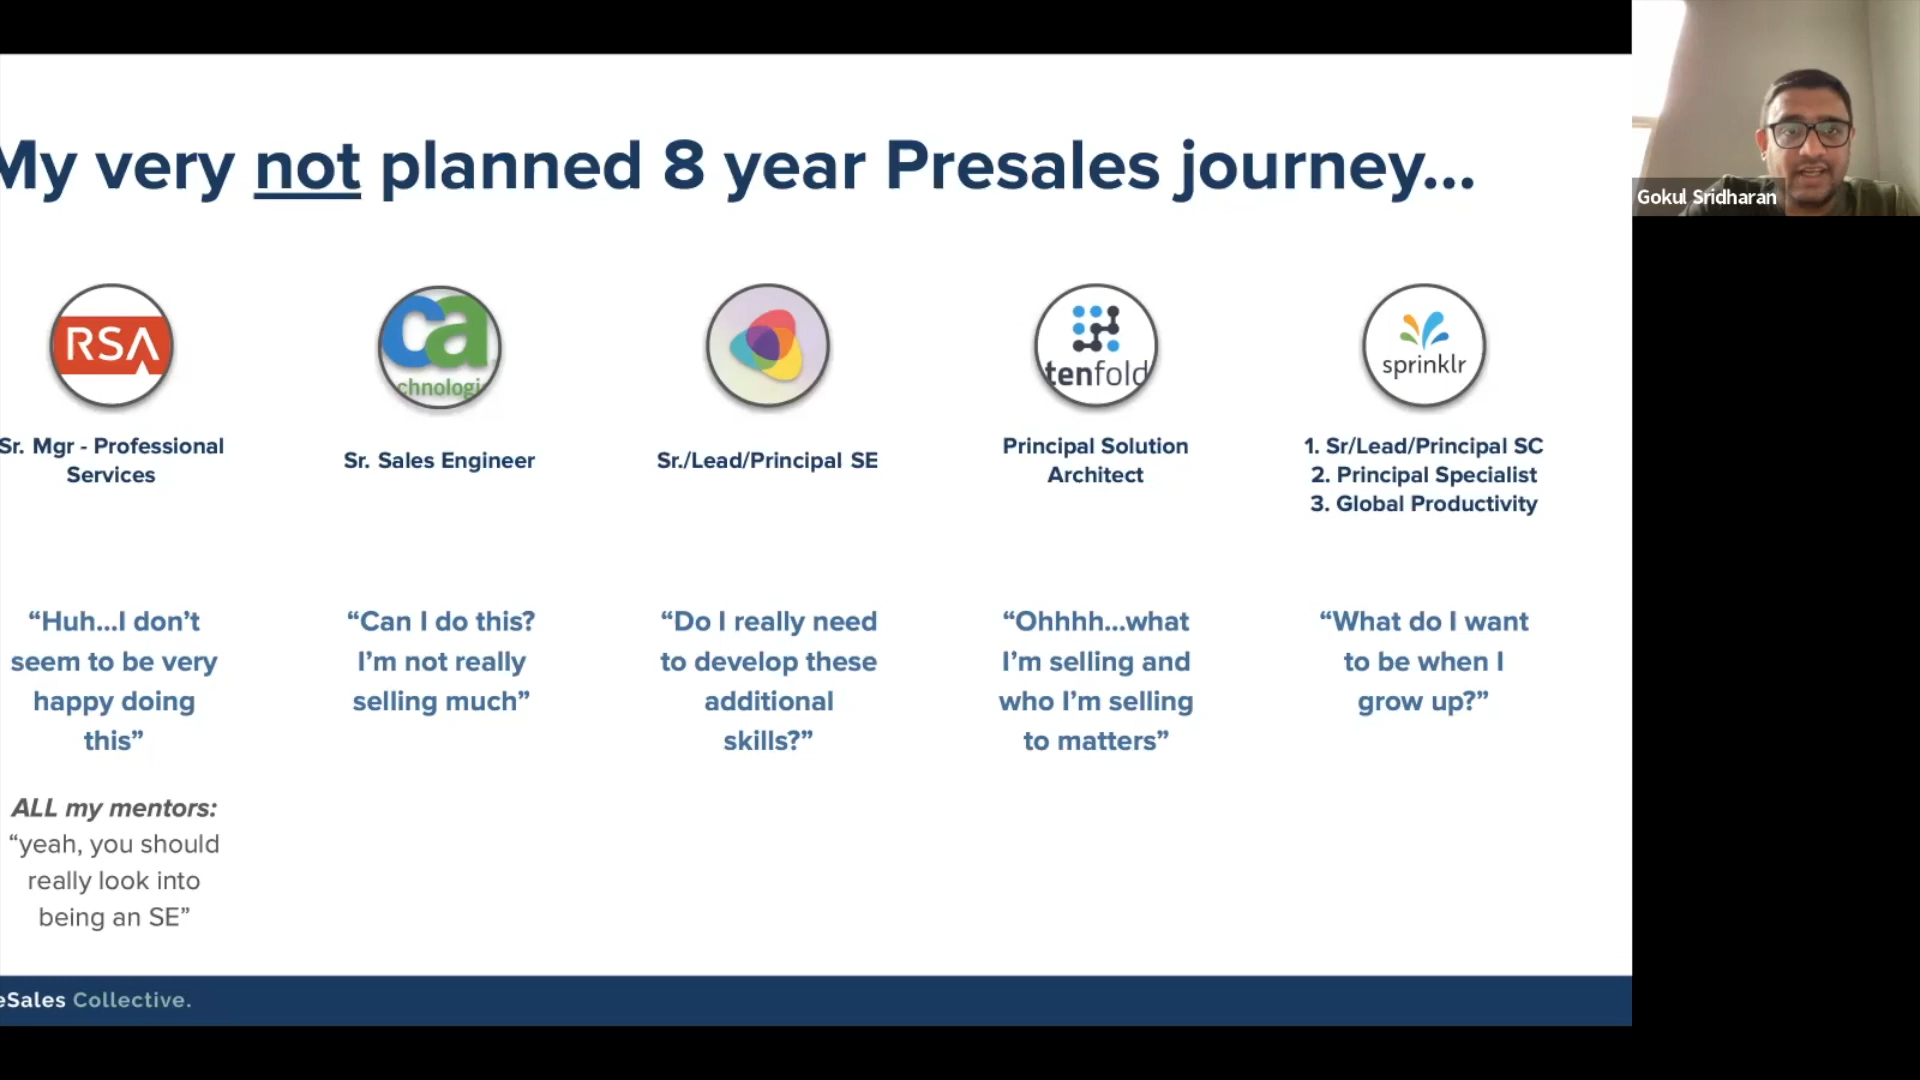 My very not planned 8 year Presales journey...
Gokul Sridharan
RSA
ca
chnologi
tenfold
sprinklr
Sr. Mgr - Professional
Services
Sr. Sales Engineer
Sr./Lead/Principal SE
Principal Solution
Architect
1. Sr/Lead/Principal SC
2. Principal Specialist
3. Global Productivity
“Huh...I don’t
seem to be very
happy doing
this”
“Can I do this?
I’m not really
selling much”
“Do I really need
to develop these
additional
skills?”
“Ohhhh...what
I’m selling and
who I’m selling
to matters”
“What do I want
to be when I
grow up?”
ALL my mentors:
“yeah, you should
really look into
being an SE”
eSales Collective.